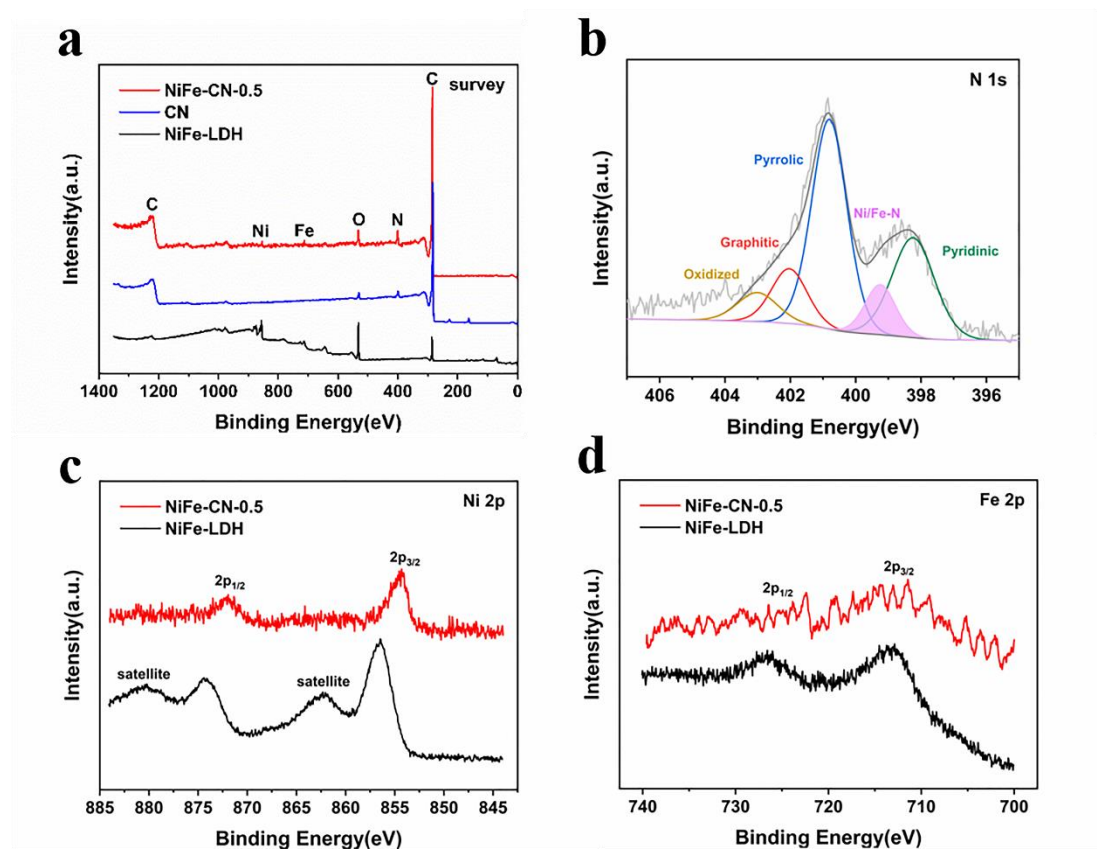 a
NiFe-CN-0.5
CN
NiFe-LDH
C
survey
C
Ni
Fe
O
N
Intensity(a.u.)
1400 1200 1000 800 600 400 200 0
Binding Energy(eV)
b
N 1s
Pyrrolic
Ni/Fe-N
Graphitic
Pyridinic
Oxidized
Intensity(a.u.)
406 404 402 400 398 396
Binding Energy(eV)
c
NiFe-CN-0.5
NiFe-LDH
Ni 2p
2p3/2
2p1/2
satellite
satellite
Intensity(a.u.)
885 880 875 870 865 860 855 850 845
Binding Energy(eV)
d
NiFe-CN-0.5
NiFe-LDH
Fe 2p
2p3/2
2p1/2
Intensity(a.u.)
740 730 720 710 700
Binding Energy(eV)